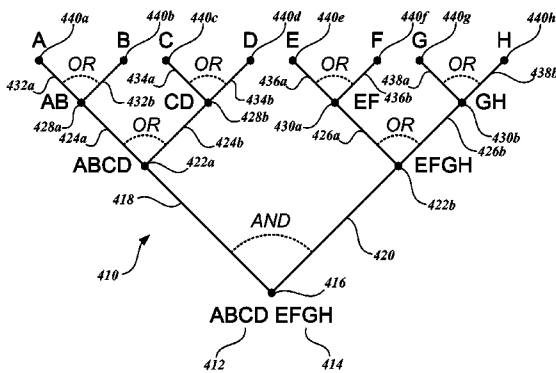 440a 440b 440c 440d 440e 440f 440g 440h
A B C D E F G H
OR OR OR OR
432a 432b 434a 434b 436a 436b 438a 438b
AB CD EF GH
428a 428b 430a 430b
424a OR 424b 426a OR 426b
ABCD 422a EFGH 422b
418 AND 420
410
416
ABCD EFGH
412 414